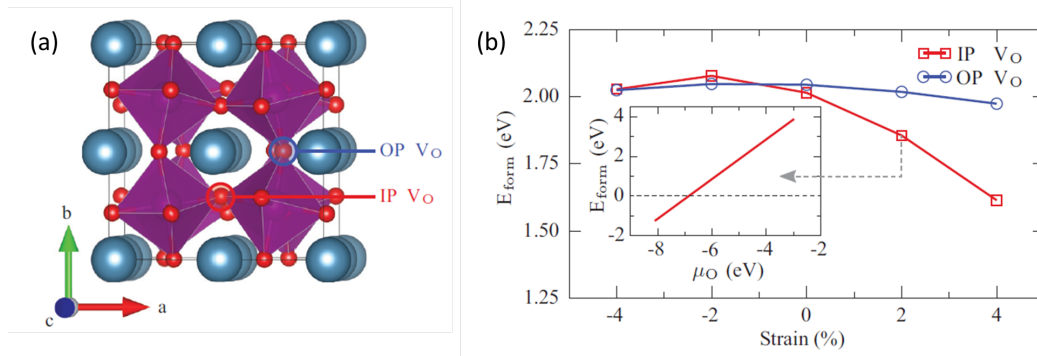 (a)
OP VO
IP VO
b
a
c
(b)
IP VO
OP VO
2.25
2.00
1.75
1.50
1.25
Eform (eV)
-4
-2
0
2
4
Strain (%)
4
2
0
-2
Eform (eV)
-8
-6
-4
-2
μO (eV)